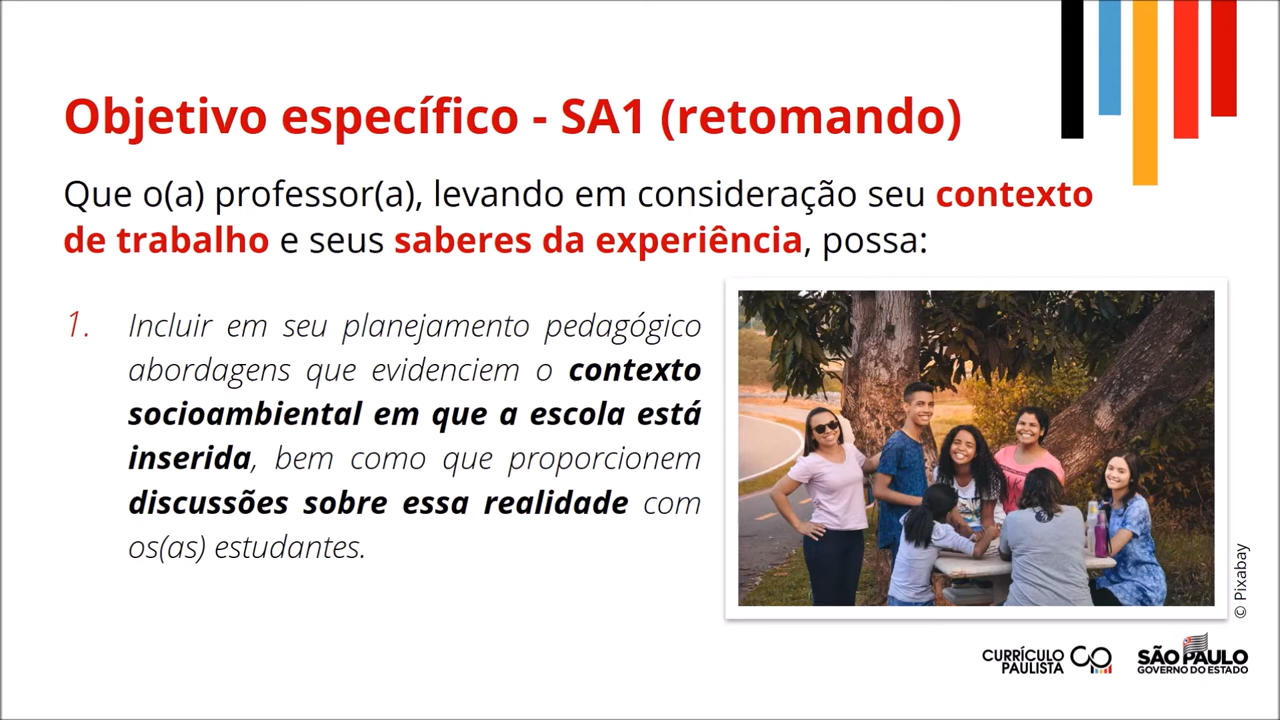 Objetivo específico - SA1 (retomando)
Que o(a) professor(a), levando em consideração seu contexto
de trabalho e seus saberes da experiência, possa:
1. Incluir em seu planejamento pedagógico
abordagens que evidenciem o contexto
socioambiental em que a escola está
inserida, bem como que proporcionem
discussões sobre essa realidade com
os(as) estudantes.
© Pixabay
CURRÍCULO
PAULISTA
SÃO PAULO
GOVERNO DO ESTADO